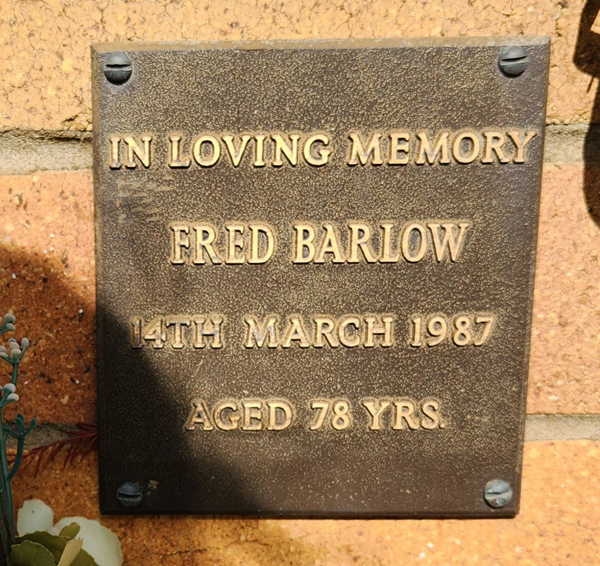 IN LOVING MEMORY
FRED BARLOW
14TH MARCH 1987
AGED 78 YRS.